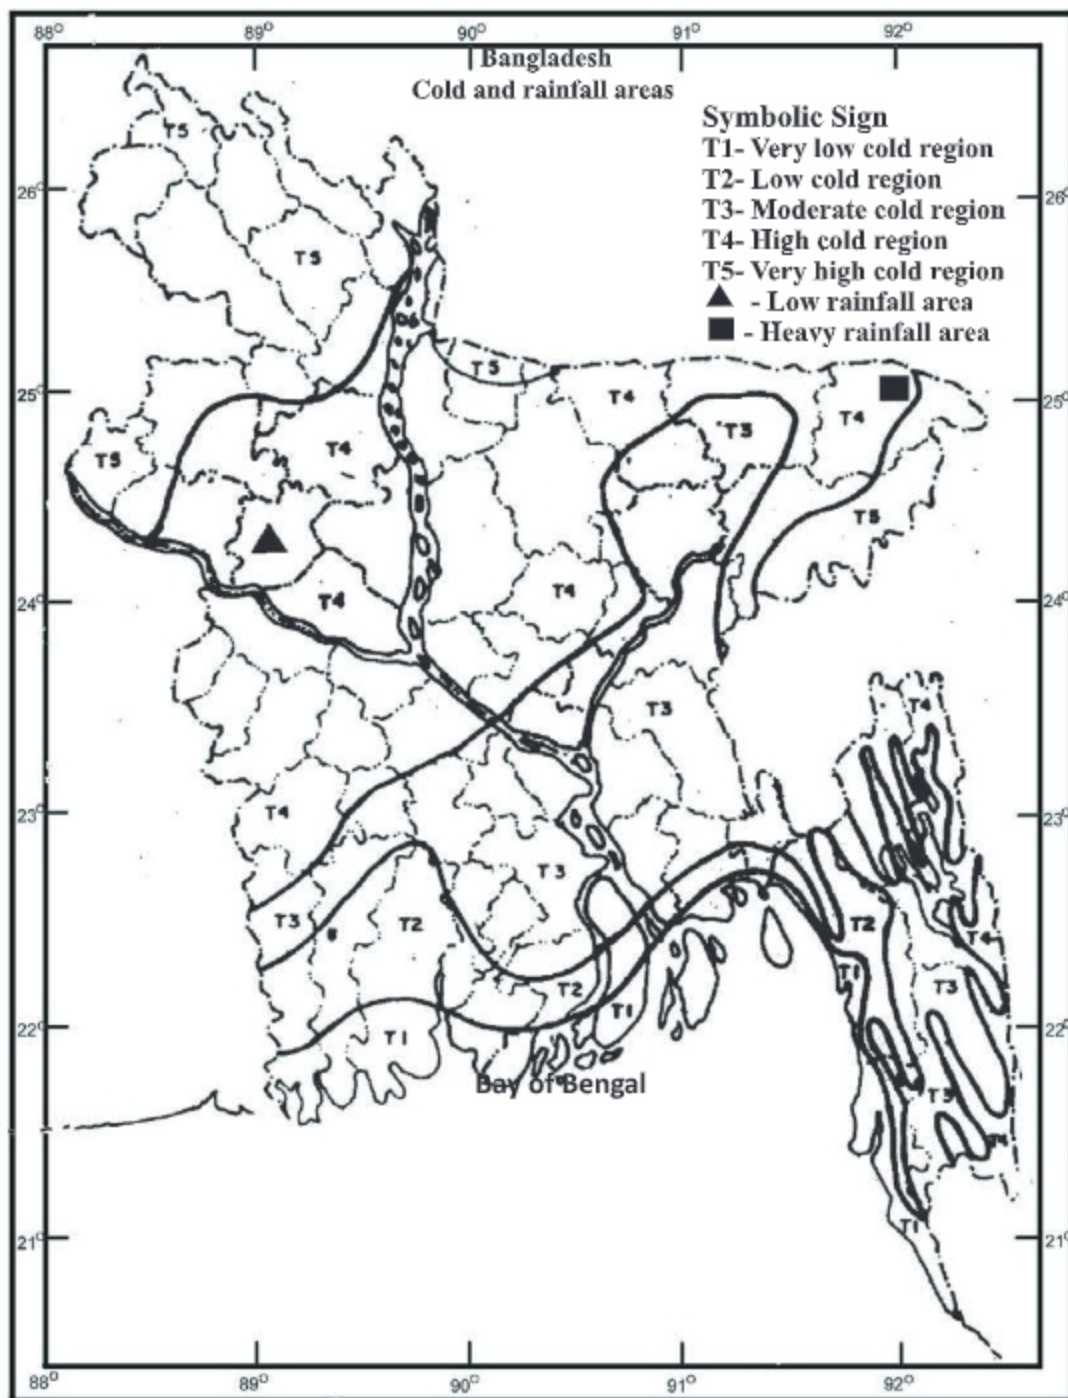 88° 89° 90° 91° 92°
Bangladesh
Cold and rainfall areas
Symbolic Sign
T1- Very low cold region
T2- Low cold region
T3- Moderate cold region
T4- High cold region
T5- Very high cold region
- Low rainfall area
- Heavy rainfall area
T5
26° 26°
T5
T5
25° 25°
T4
T3
T4
T5
T4
T5
24° 24°
T4
T4
T3
T4
23° 23°
T4
T3
T3
T2
T2
T4
T2
T1
T3
22° 22°
T1
T1
Bay of Bengal
T3
T4
21° 21°
T1
88° 89° 90° 91° 92°